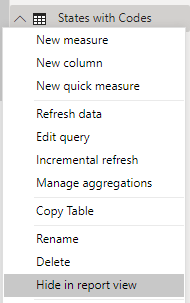 States with Codes
New measure
New column
New quick measure
Refresh data
Edit query
Incremental refresh
Manage aggregations
Copy Table
Rename
Delete
Hide in report view